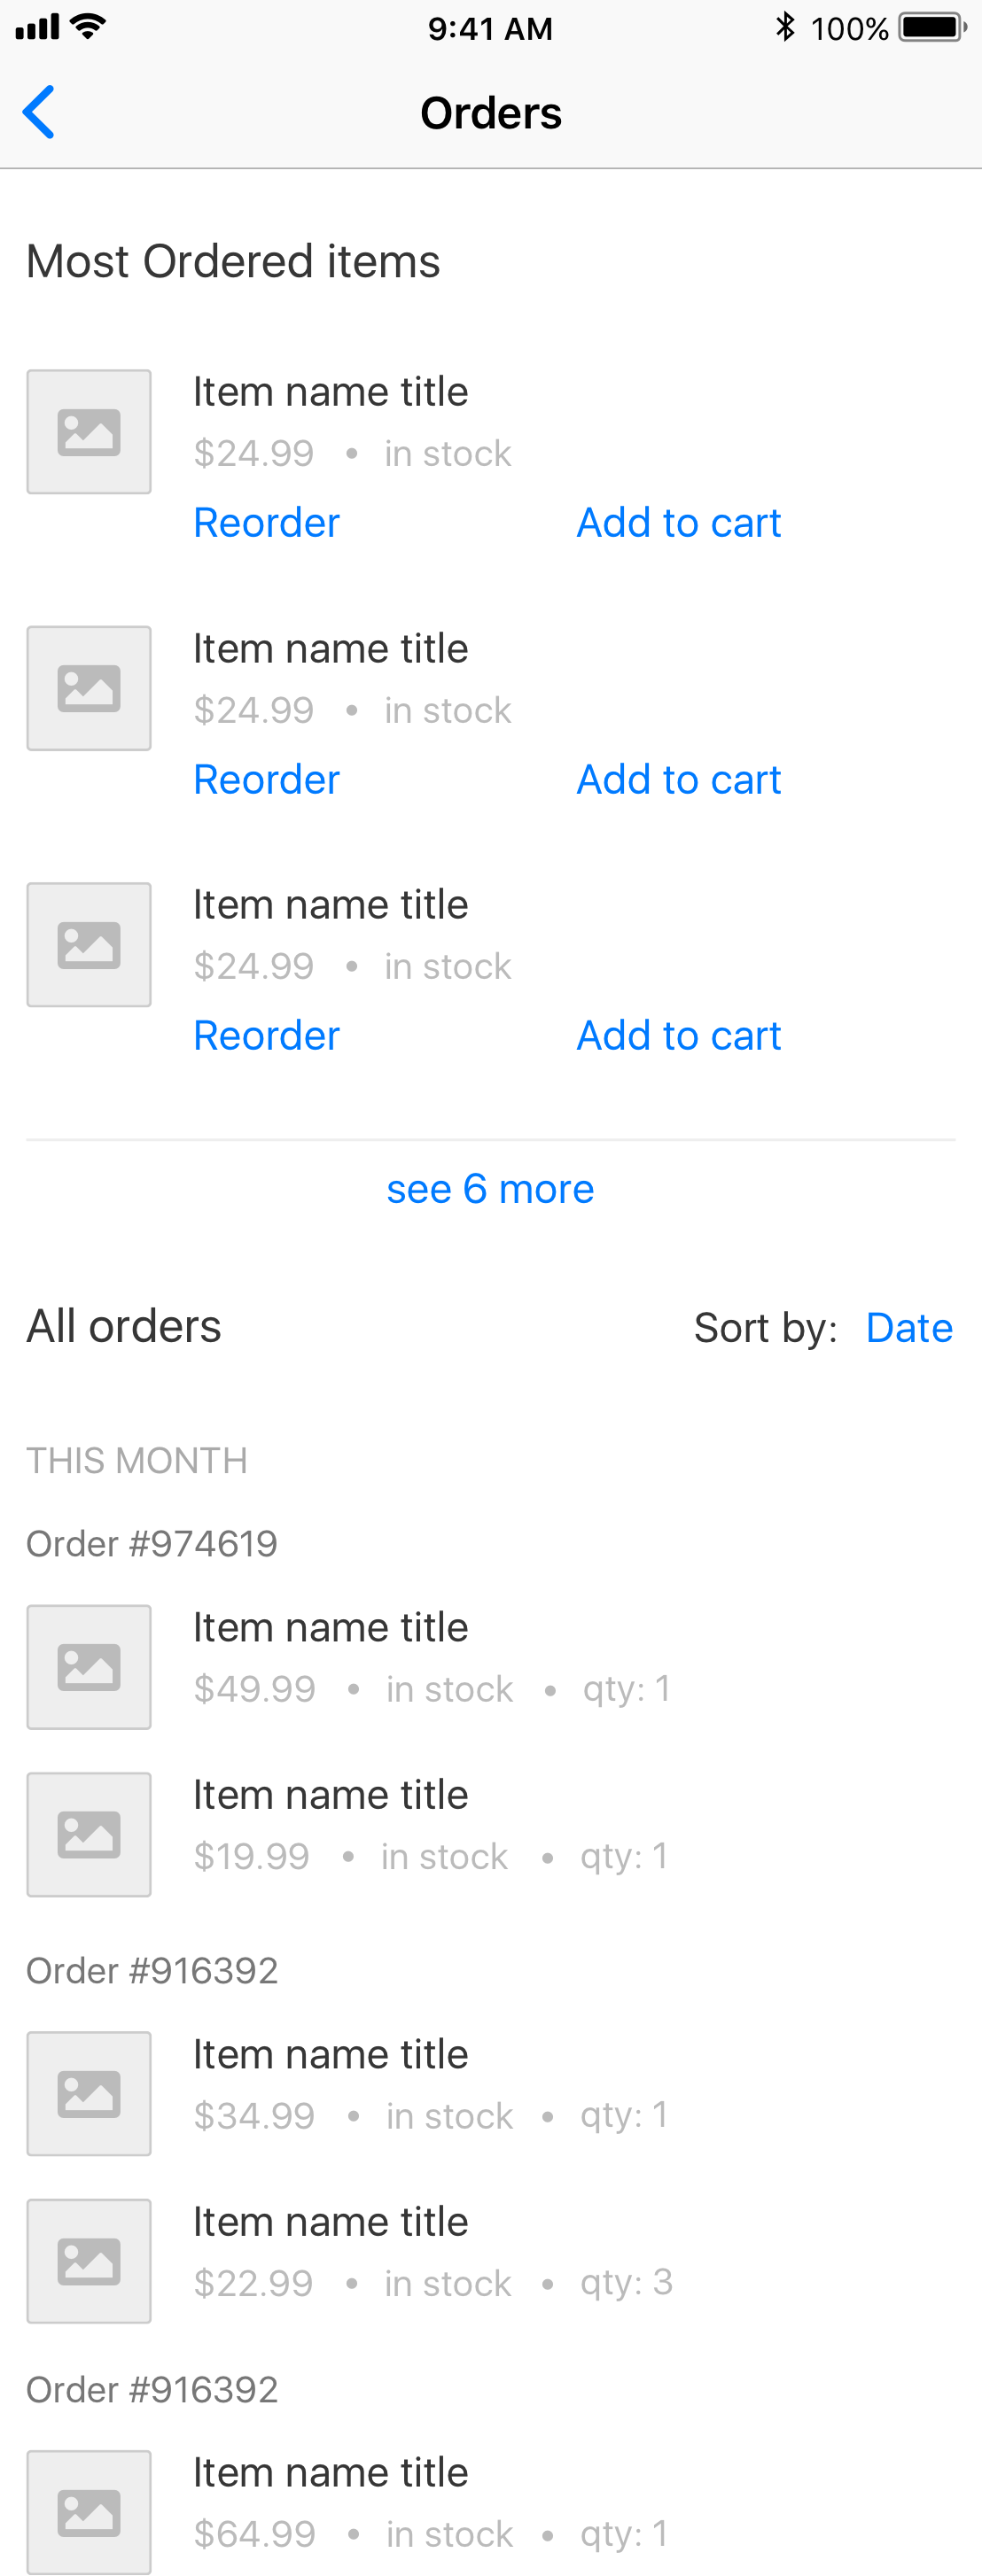 9:41 AM 100%
Orders
Most Ordered items
Item name title
$24.99 • in stock
Reorder Add to cart
Item name title
$24.99 • in stock
Reorder Add to cart
Item name title
$24.99 • in stock
Reorder Add to cart
see 6 more
All orders Sort by: Date
THIS MONTH
Order #974619
Item name title
$49.99 • in stock • qty: 1
Item name title
$19.99 • in stock • qty: 1
Order #916392
Item name title
$34.99 • in stock • qty: 1
Item name title
$22.99 • in stock • qty: 3
Order #916392
Item name title
$64.99 • in stock • qty: 1